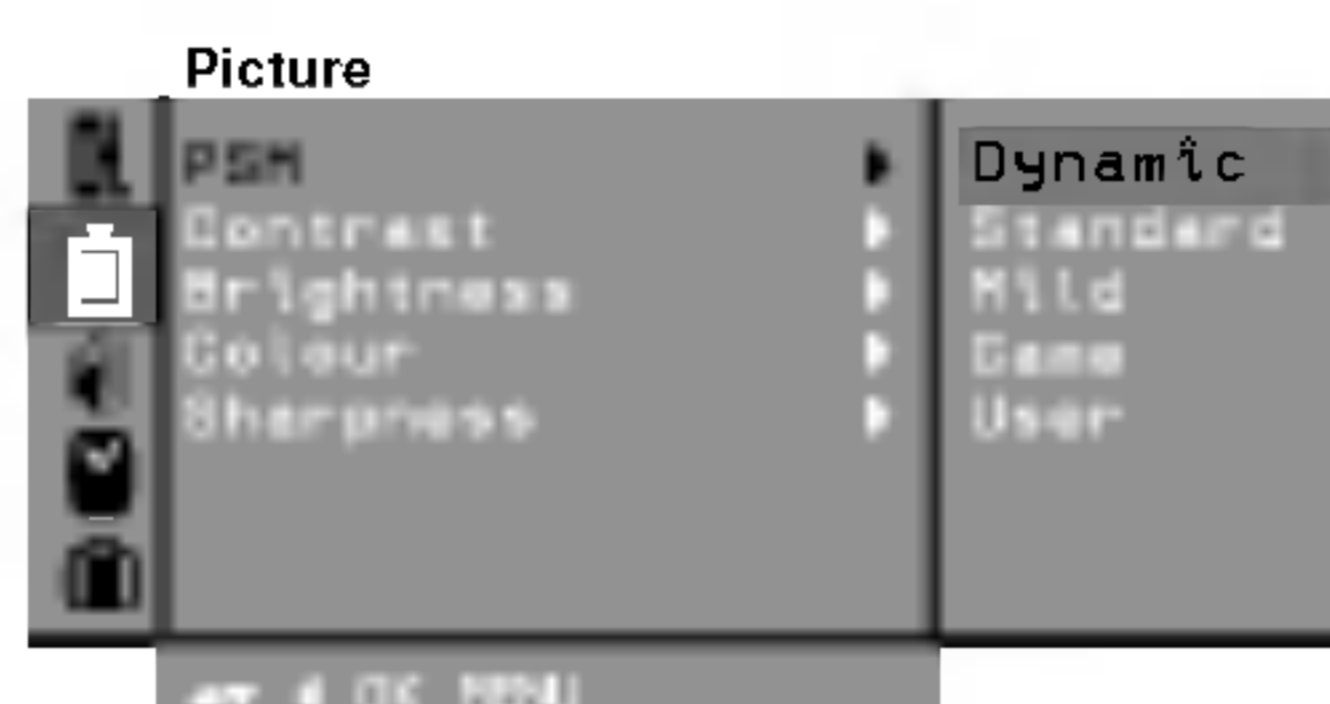 Picture
PSM
Contrast
Brightness
Colour
Sharpness
Dynamic
Standard
Mild
Game
User
OK MENU